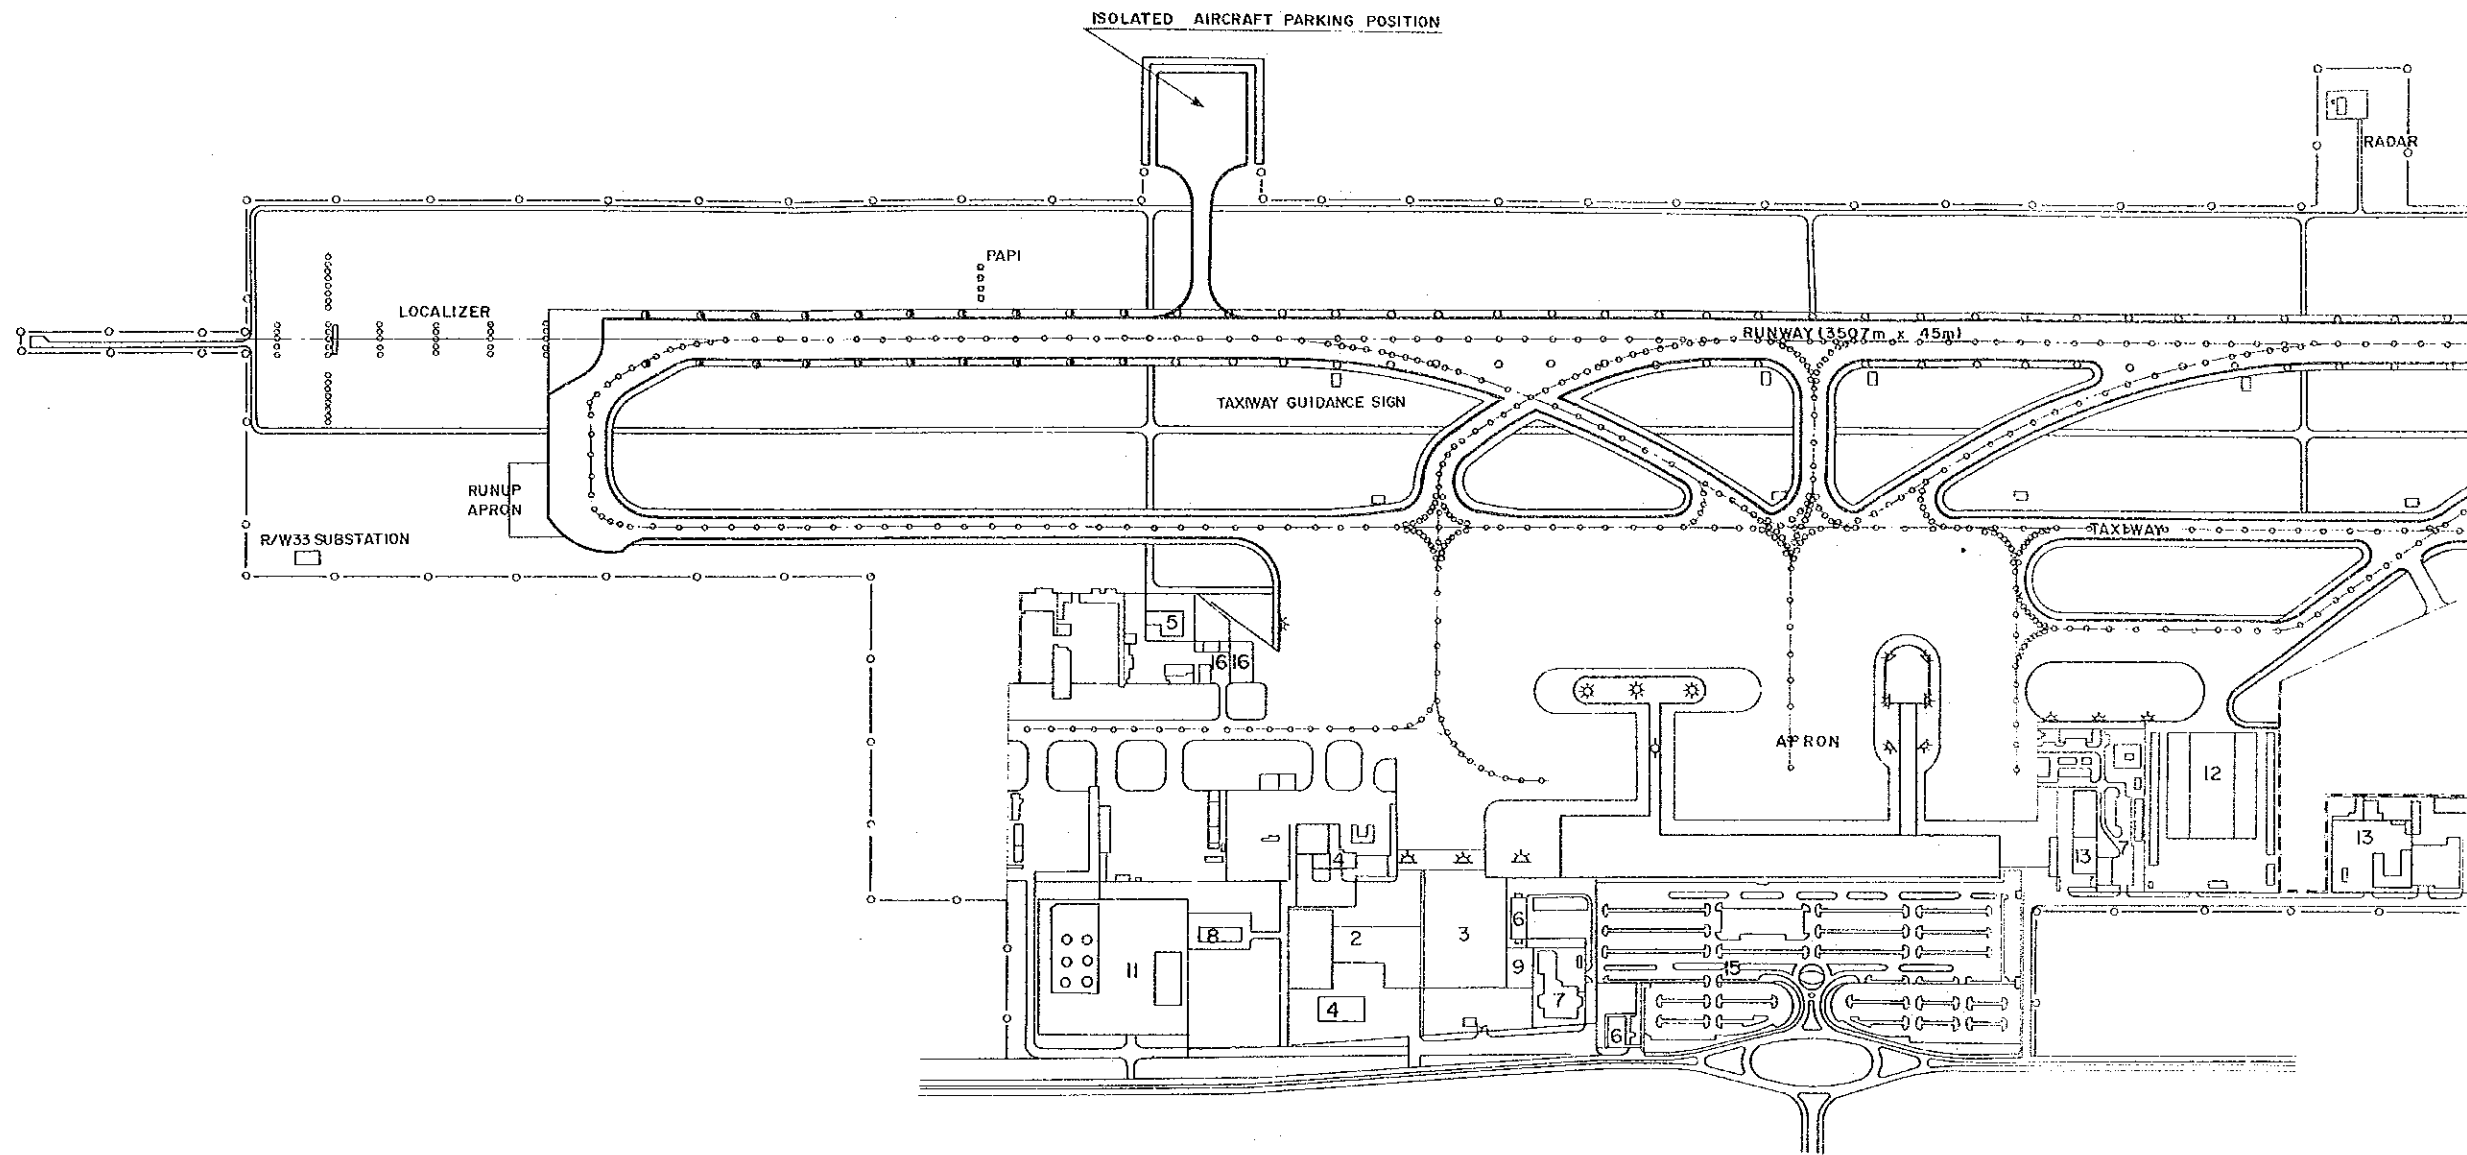 ISOLATED AIRCRAFT PARKING POSITION
RADAR
PAPI
LOCALIZER
RUNWAY (3507m x 45m)
TAXIWAY GUIDANCE SIGN
RUNUP
APRON
R/W33 SUBSTATION
TAXIWAY
5
16 16
APRON
12
13
13
7
4
6
8
2
3
11
9
15
7
4
6